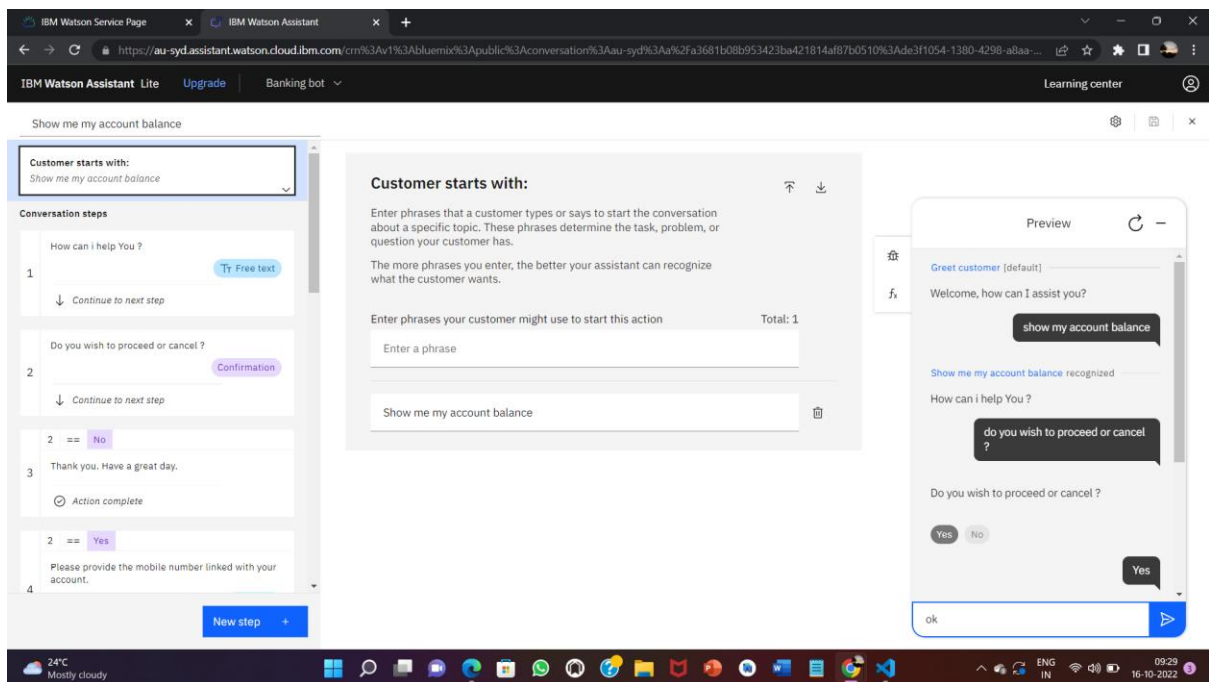 IBM Watson Service Page
IBM Watson Assistant
https://au-syd.assistant.watson.cloud.ibm.com/crn%3Av1%3Abluemix%3Apublic%3Aconversation%3Aau-syd%3Aa%2Fa3681b08b953423ba421814af87b0510%3Ade3f1054-1380-4298-a8aa-...
IBM Watson Assistant Lite Upgrade Banking bot
Learning center
Show me my account balance
Customer starts with:
Show me my account balance
Conversation steps
How can i help You ?
1
Free text
Continue to next step
Do you wish to proceed or cancel ?
2
Confirmation
Continue to next step
2 == No
3
Thank you. Have a great day.
Action complete
2 == Yes
Please provide the mobile number linked with your
account.
4
New step +
Customer starts with:
Enter phrases that a customer types or says to start the conversation
about a specific topic. These phrases determine the task, problem, or
question your customer has.
The more phrases you enter, the better your assistant can recognize
what the customer wants.
Enter phrases your customer might use to start this action Total: 1
Enter a phrase
Show me my account balance
Preview
Greet customer [default]
Welcome, how can I assist you?
show my account balance
Show me my account balance recognized
How can i help You ?
do you wish to proceed or cancel
?
Do you wish to proceed or cancel ?
Yes No
Yes
ok
24°C
Mostly cloudy
ENG
IN
09:29
16-10-2022
3